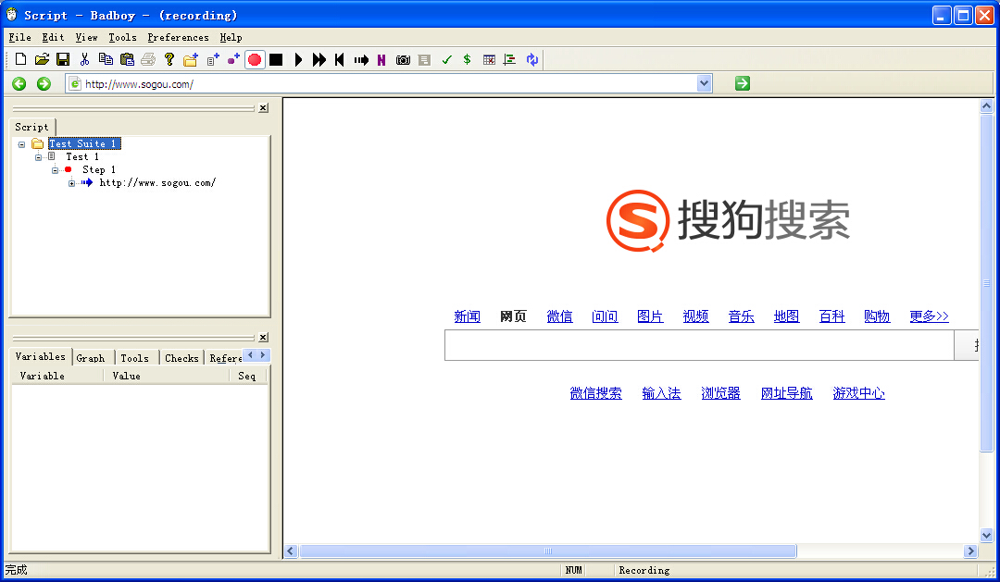 Script - Badboy - (recording)
File Edit View Tools Preferences Help
http://www.sogou.com/
Script
Test Suite 1
Test 1
Step 1
http://www.sogou.com/
搜狗搜索
新闻 网页 微信 问问 图片 视频 音乐 地图 百科 购物 更多>>
微信搜索 输入法 浏览器 网址导航 游戏中心
Variables Graph Tools Checks Refere
Variable Value Seq
完成 NUM Recording